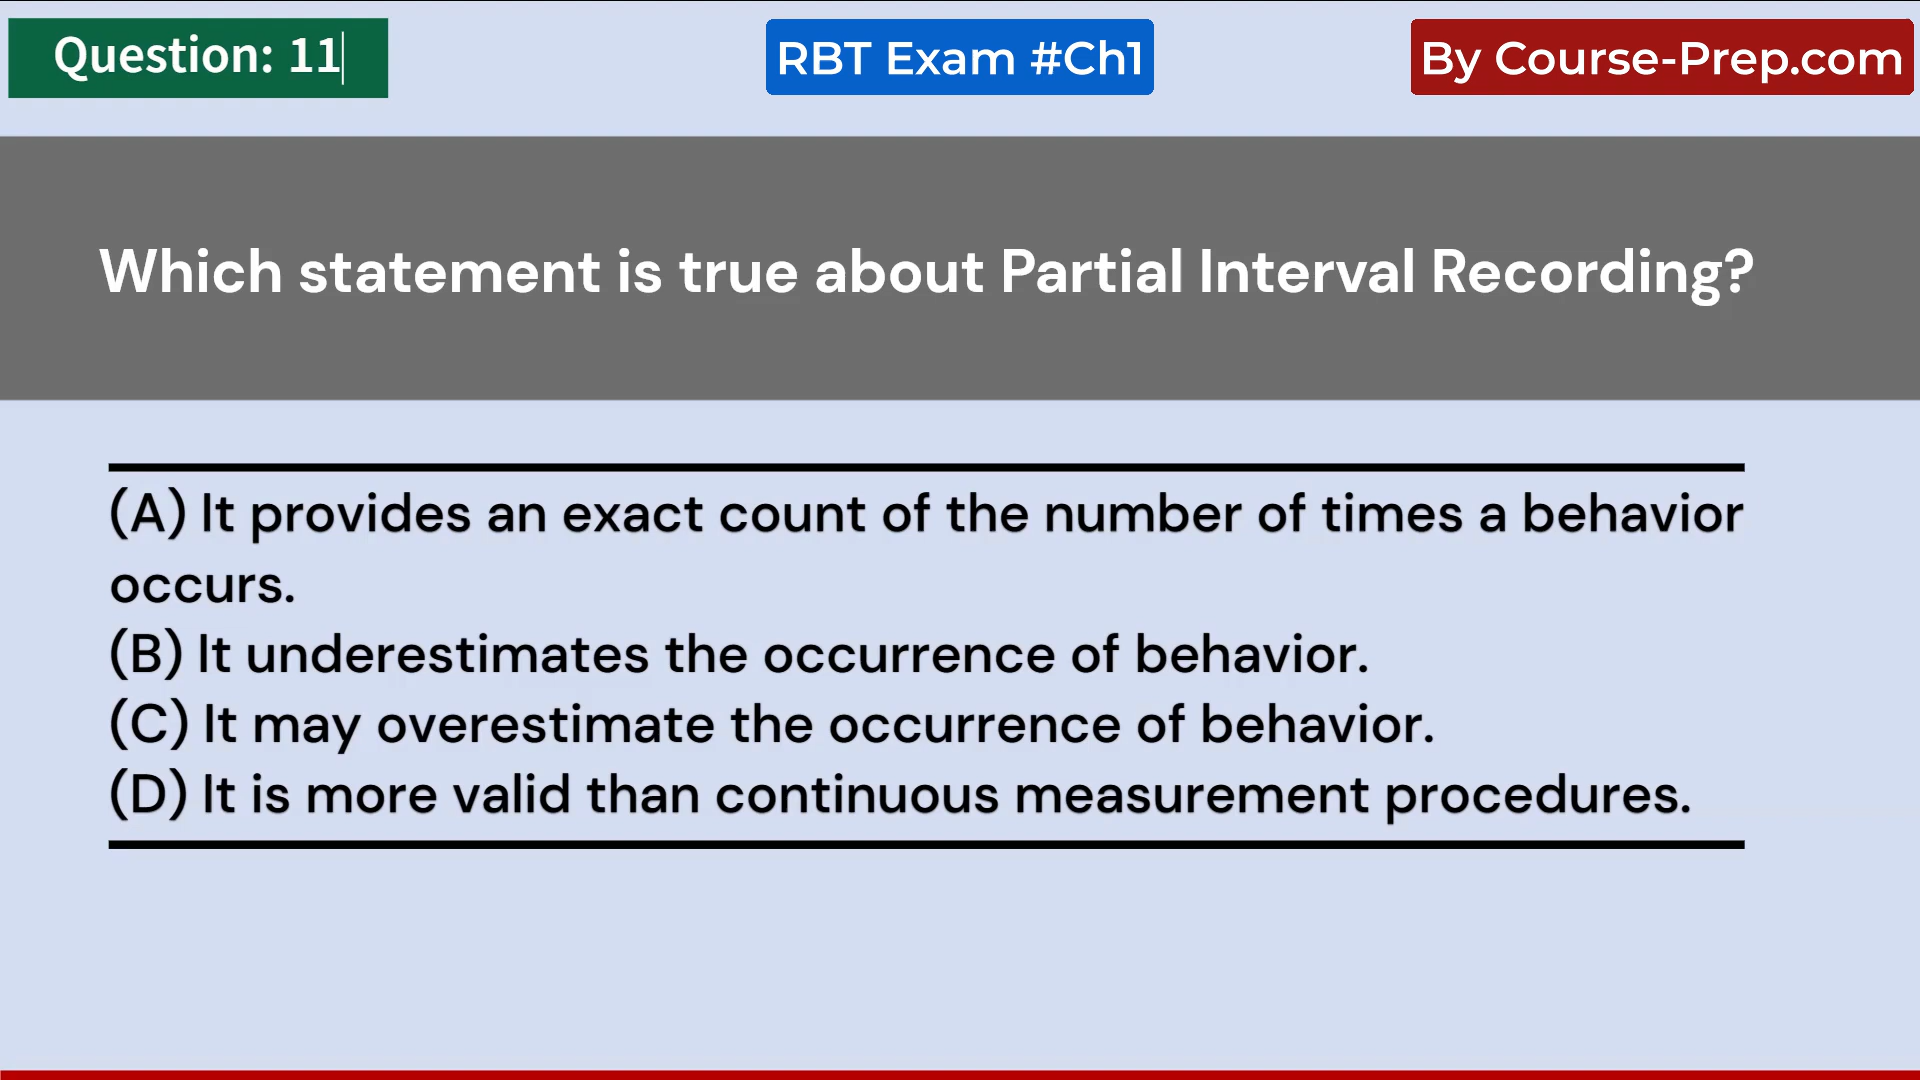 Question: 11
RBT Exam #Ch1
By Course-Prep.com
Which statement is true about Partial Interval Recording?
(A) It provides an exact count of the number of times a behavior
occurs.
(B) It underestimates the occurrence of behavior.
(C) It may overestimate the occurrence of behavior.
(D) It is more valid than continuous measurement procedures.